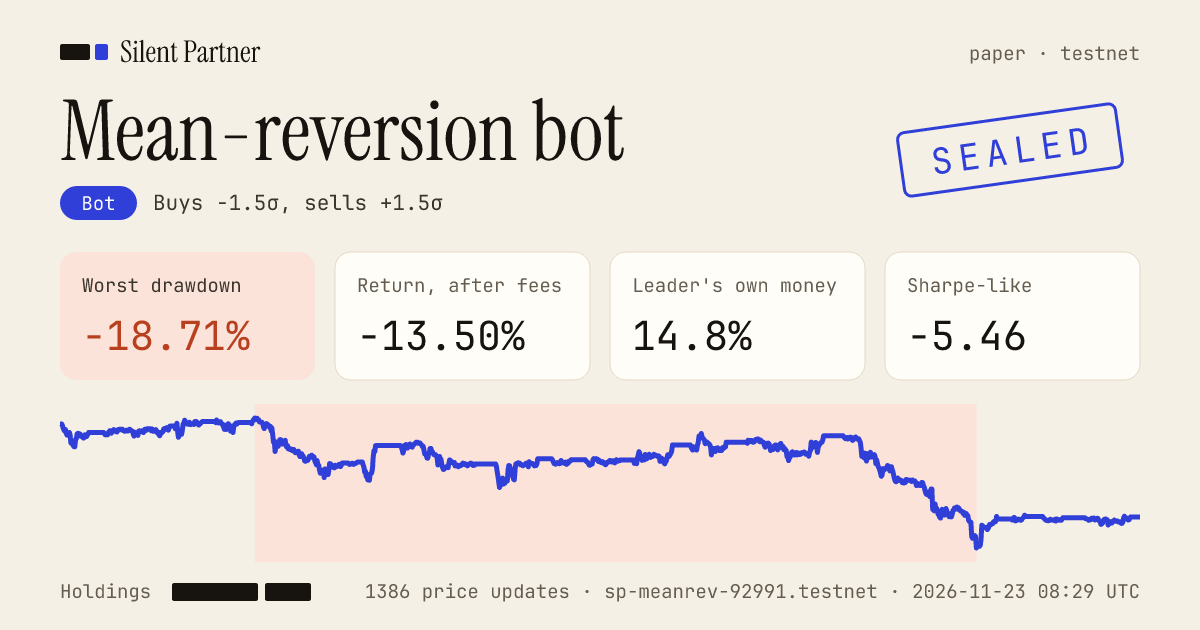 Silent Partner
paper · testnet
Mean-reversion bot
SEALED
Bot
Buys -1.5σ, sells +1.5σ
Worst drawdown
-18.71%
Return, after fees
-13.50%
Leader's own money
14.8%
Sharpe-like
-5.46
Holdings
1386 price updates · sp-meanrev-92991.testnet · 2026-11-23 08:29 UTC